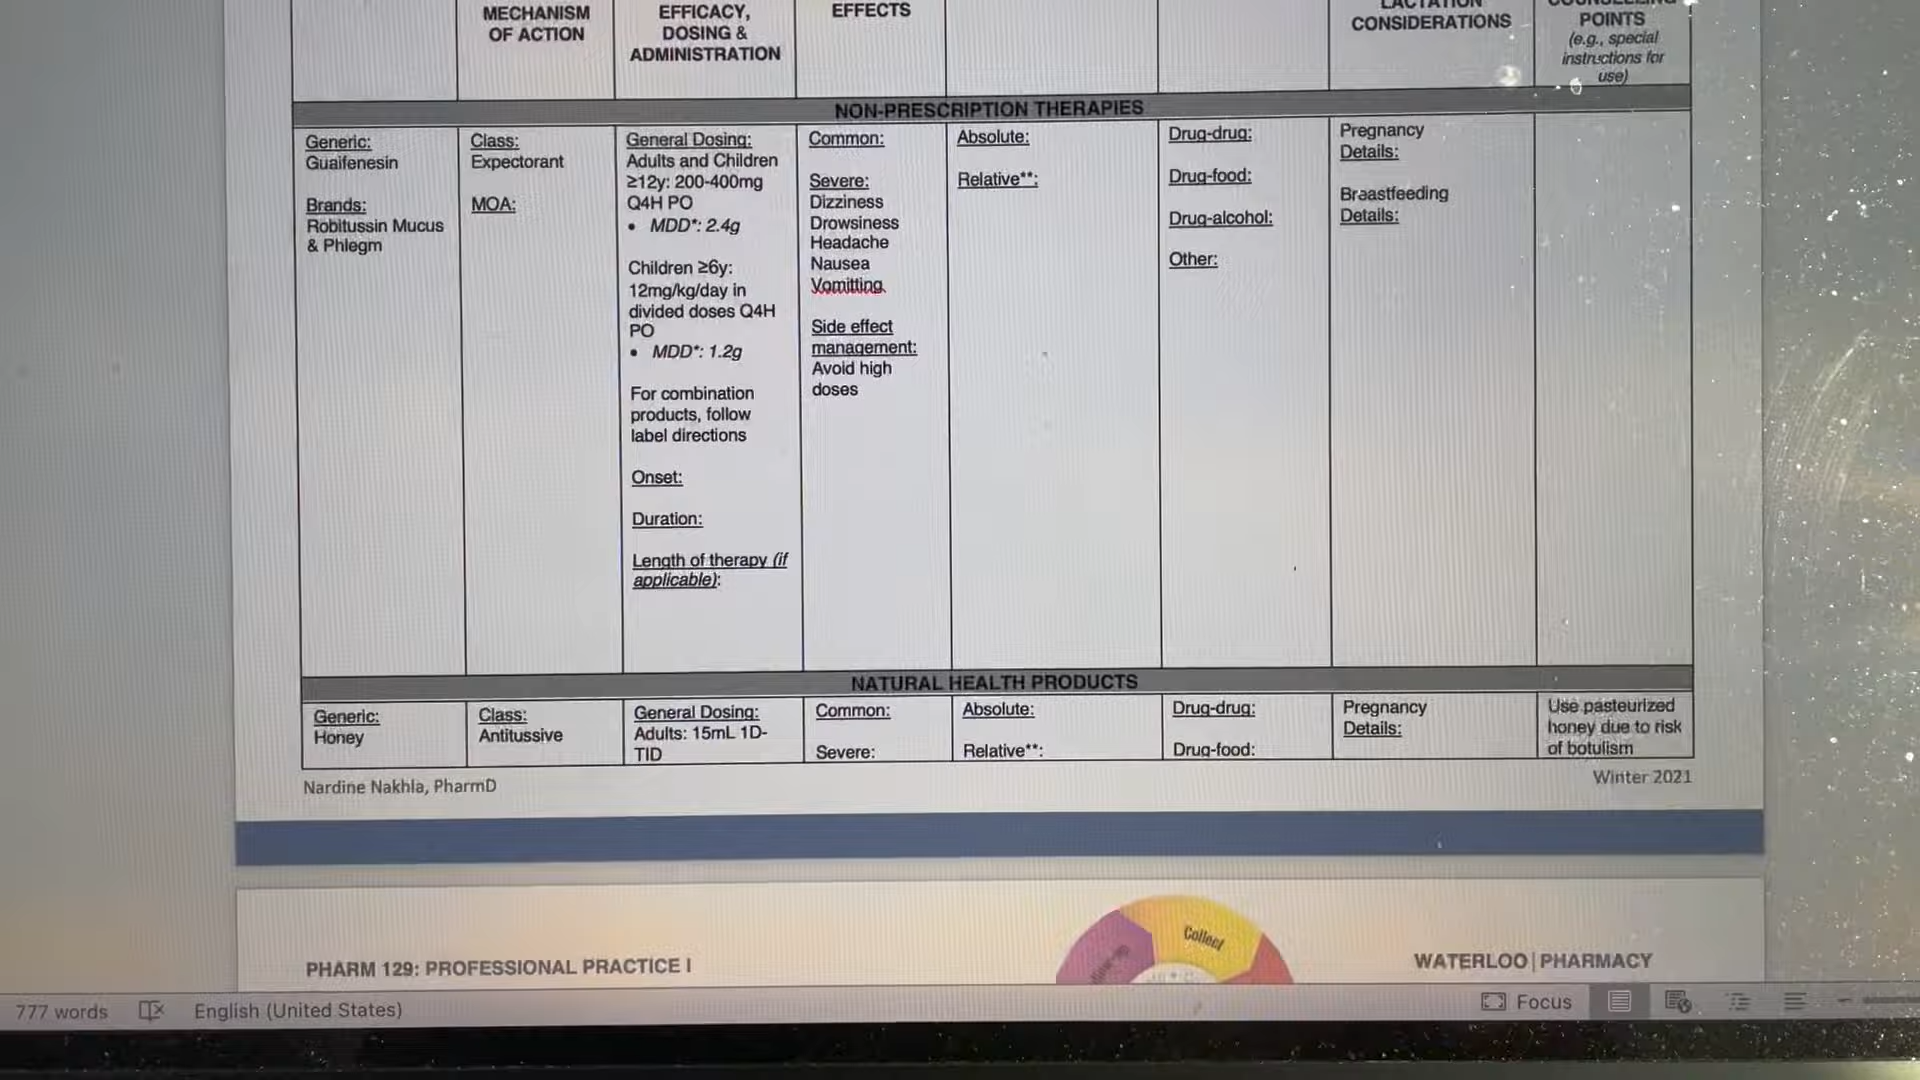 MECHANISM
OF ACTION
EFFICACY,
DOSING &
ADMINISTRATION
EFFECTS
LACTATION
CONSIDERATIONS
COUNSELLING
POINTS
(e.g., special
instructions for
use)
NON-PRESCRIPTION THERAPIES
Generic:
Guaifenesin
Brands:
Robitussin Mucus
& Phlegm
Class:
Expectorant
MOA:
General Dosing:
Adults and Children
≥12y: 200-400mg
Q4H PO
• MDD*: 2.4g
Children ≥6y:
12mg/kg/day in
divided doses Q4H
PO
• MDD*: 1.2g
For combination
products, follow
label directions
Onset:
Duration:
Length of therapy (if
applicable):
Common:
Severe:
Dizziness
Drowsiness
Headache
Nausea
Vomitting
Side effect
management:
Avoid high
doses
Absolute:
Relative**:
Drug-drug:
Drug-food:
Drug-alcohol:
Other:
Pregnancy
Details:
Braastfeeding
Details:
NATURAL HEALTH PRODUCTS
Generic:
Honey
Class:
Antitussive
General Dosing:
Adults: 15mL 1D-
TID
Common:
Severe:
Absolute:
Relative**:
Drug-drug:
Drug-food:
Pregnancy
Details:
Use pasteurized
honey due to risk
of botulism
Nardine Nakhla, PharmD
Winter 2021
Collect
PHARM 129: PROFESSIONAL PRACTICE I
WATERLOO | PHARMACY
777 words
English (United States)
Focus